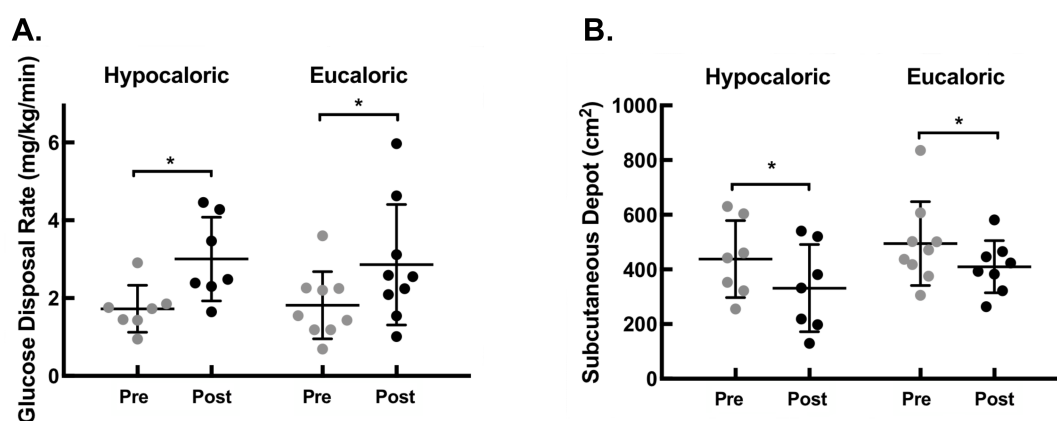 A.
Hypocaloric Eucaloric
Glucose Disposal Rate (mg/kg/min)
6
4
2
0
*
*
Pre Post Pre Post
B.
Hypocaloric Eucaloric
Subcutaneous Depot (cm²)
1000
800
600
400
200
0
*
*
Pre Post Pre Post